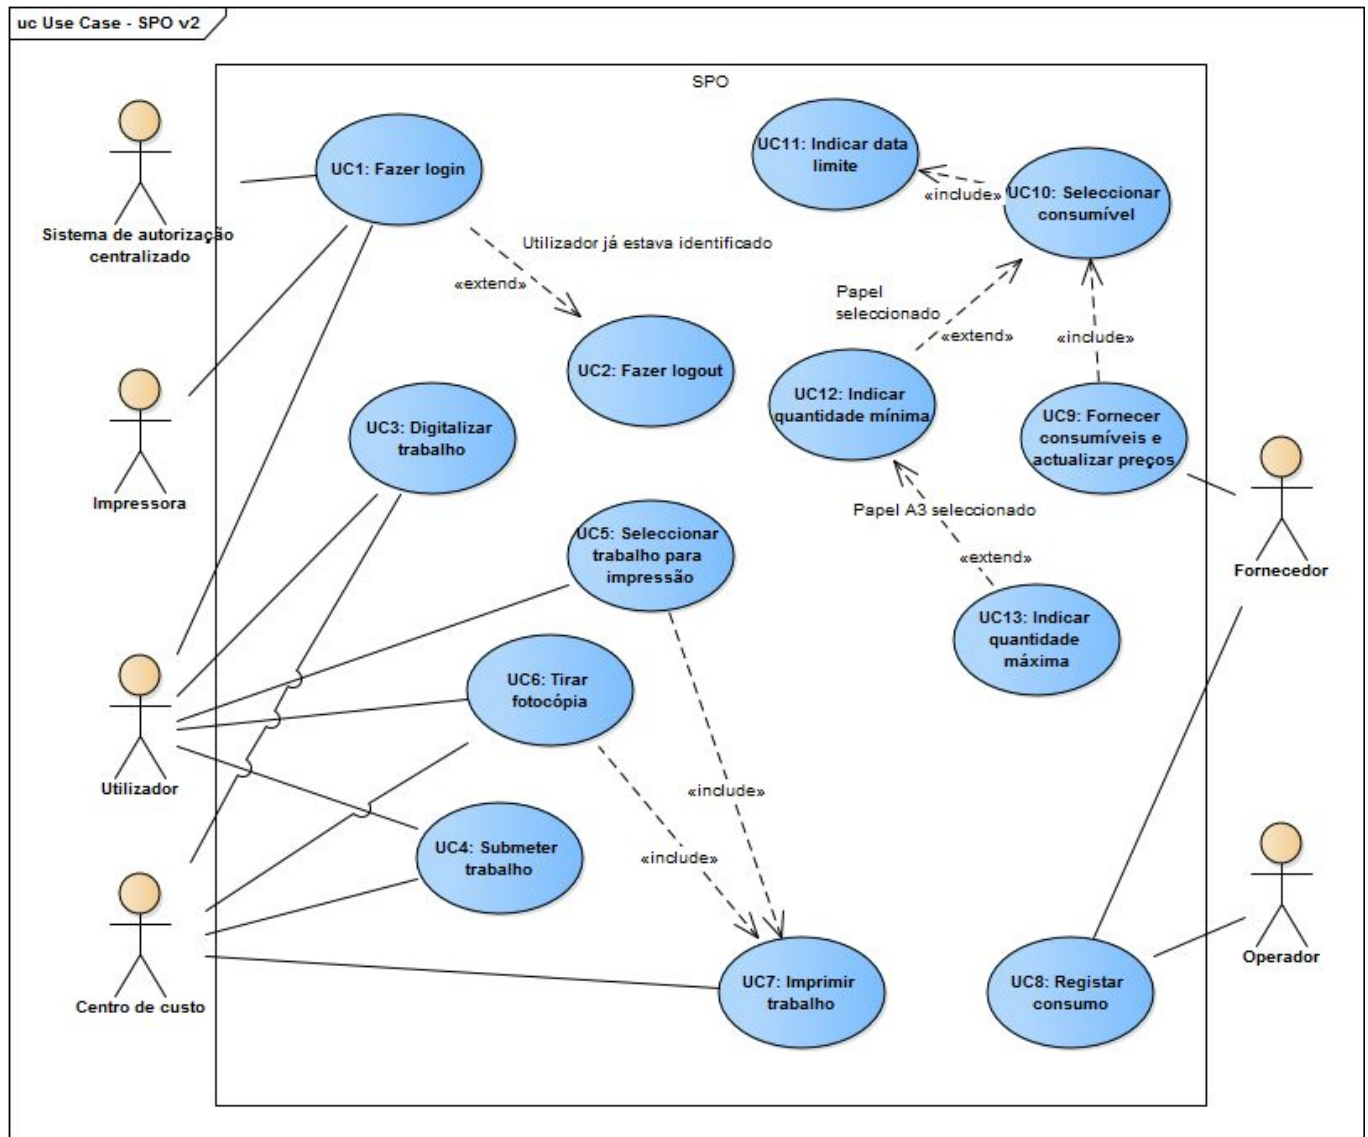 uc Use Case - SPO v2
SPO
Sistema de autorização
centralizado
UC1: Fazer login
UC11: Indicar data
limite
«include»
UC10: Seleccionar
consumível
Utilizador já estava identificado
«extend»
UC2: Fazer logout
Papel
seleccionado
«extend»
«include»
Impressora
UC3: Digitalizar
trabalho
UC12: Indicar
quantidade mínima
UC9: Fornecer
consumíveis e
actualizar preços
Papel A3 seleccionado
«extend»
Fornecedor
UC5: Seleccionar
trabalho para
impressão
UC13: Indicar
quantidade
máxima
UC6: Tirar
fotocópia
Utilizador
«include»
UC4: Submeter
trabalho
«include»
Centro de custo
UC7: Imprimir
trabalho
UC8: Registar
consumo
Operador